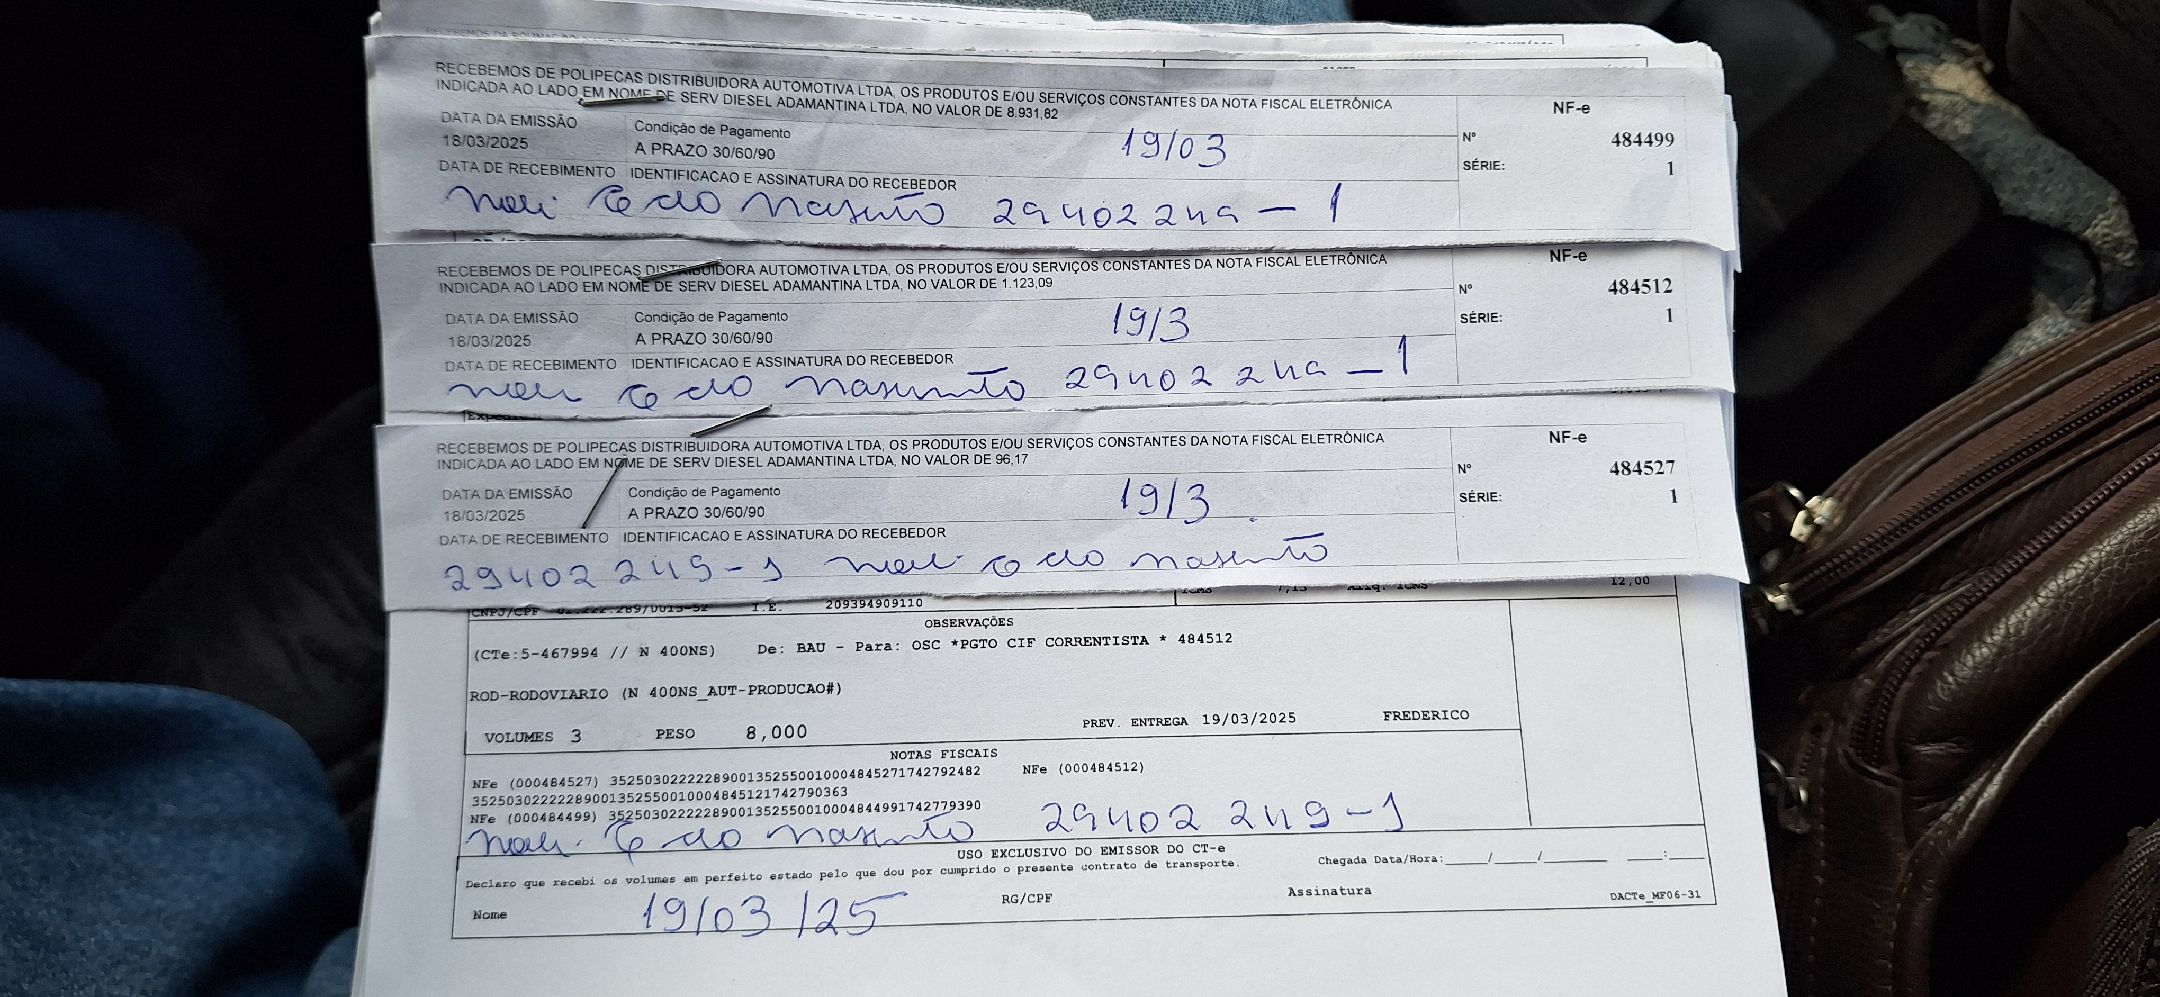 RECEBEMOS DE POLIPECAS DISTRIBUIDORA AUTOMOTIVA LTDA, OS PRODUTOS E/OU SERVIÇOS CONSTANTES DA NOTA FISCAL ELETRÔNICA
INDICADA AO LADO EM NOME DE SERV DIESEL ADAMANTINA LTDA, NO VALOR DE 8.931,82
NF-e
DATA DA EMISSÃO Condição de Pagamento 19/03 Nº 484499
18/03/2025 A PRAZO 30/60/90 SÉRIE: 1
DATA DE RECEBIMENTO IDENTIFICACAO E ASSINATURA DO RECEBEDOR
do 29402249-1
RECEBEMOS DE POLIPECAS DISTRIBUIDORA AUTOMOTIVA LTDA, OS PRODUTOS E/OU SERVIÇOS CONSTANTES DA NOTA FISCAL ELETRÔNICA
INDICADA AO LADO EM NOME DE SERV DIESEL ADAMANTINA LTDA, NO VALOR DE 1.123,09
NF-e
Nº 484512
DATA DA EMISSÃO Condição de Pagamento 19/3 SÉRIE: 1
18/03/2025 A PRAZO 30/60/90
DATA DE RECEBIMENTO IDENTIFICACAO E ASSINATURA DO RECEBEDOR
do 29402249-1
RECEBEMOS DE POLIPECAS DISTRIBUIDORA AUTOMOTIVA LTDA, OS PRODUTOS E/OU SERVIÇOS CONSTANTES DA NOTA FISCAL ELETRÔNICA
INDICADA AO LADO EM NOME DE SERV DIESEL ADAMANTINA LTDA, NO VALOR DE 96,17
NF-e
Nº 484527
DATA DA EMISSÃO Condição de Pagamento 19/3 SÉRIE: 1
18/03/2025 A PRAZO 30/60/90
DATA DE RECEBIMENTO IDENTIFICACAO E ASSINATURA DO RECEBEDOR
29402249-1 do
12,00
CNPJ/CPF I.E. 209394909110
OBSERVAÇÕES
(CTe:5-467994 // N 400NS) De: BAU - Para: OSC *PGTO CIF CORRENTISTA * 484512
ROD-RODOVIARIO (N 400NS_AUT-PRODUCAO#)
VOLUMES 3 PESO 8,000 PREV. ENTREGA 19/03/2025 FREDERICO
NOTAS FISCAIS
NFe (000484527) 35250302222289001352550010004845271742792482 NFe (000484512)
35250302222289001352550010004845121742790363
NFe (000484499) 35250302222289001352550010004844991742779390
do 29402249-1
USO EXCLUSIVO DO EMISSOR DO CT-e
Declaro que recebi os volumes em perfeito estado pelo que dou por cumprido o presente contrato de transporte. Chegada Data/Hora:____/____/______ ___:___
Nome 19/03/25 RG/CPF Assinatura DACTe_MF06-31